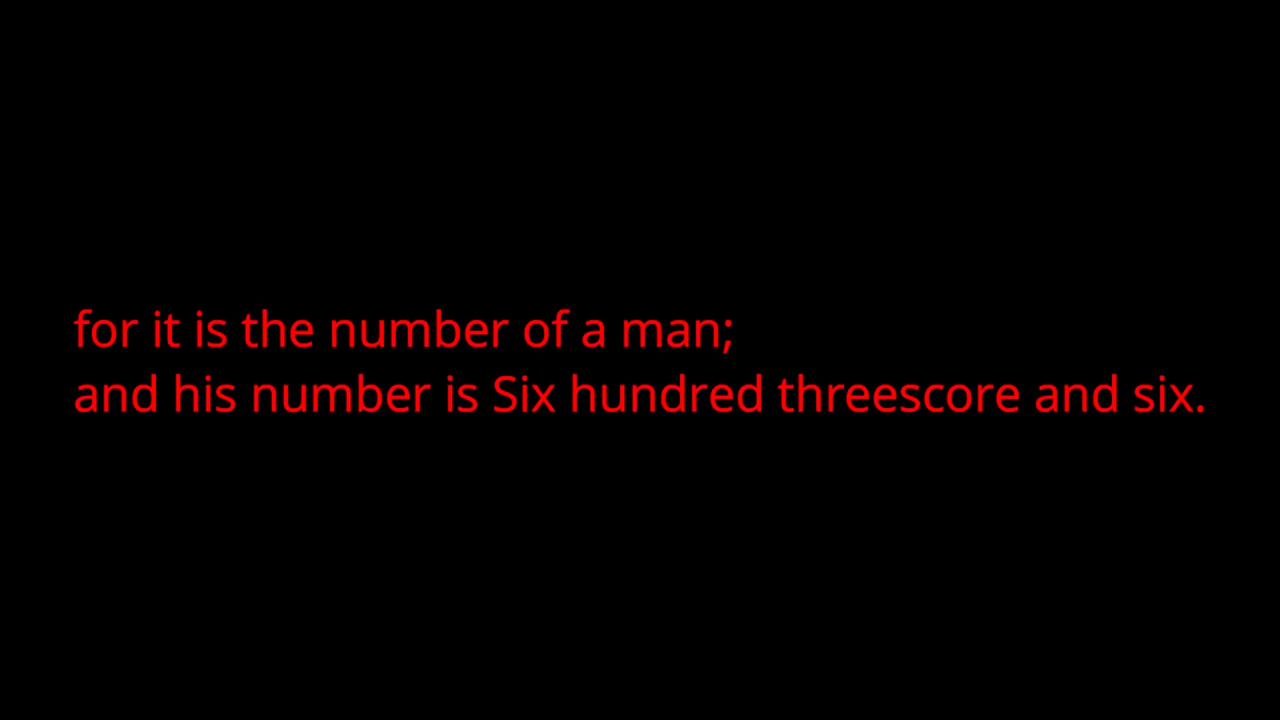 for it is the number of a man;
and his number is Six hundred threescore and six.